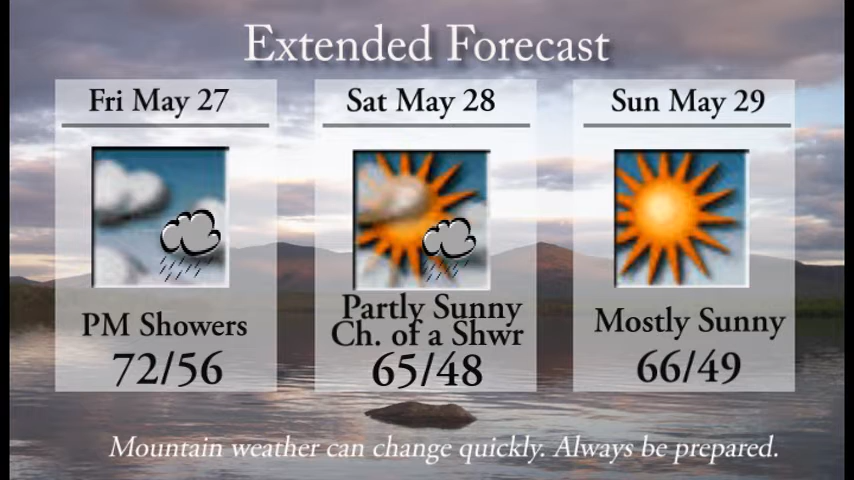 Extended Forecast
Fri May 27
PM Showers
72/56
Sat May 28
Partly Sunny
Ch. of a Shwr
65/48
Sun May 29
Mostly Sunny
66/49
Mountain weather can change quickly. Always be prepared.